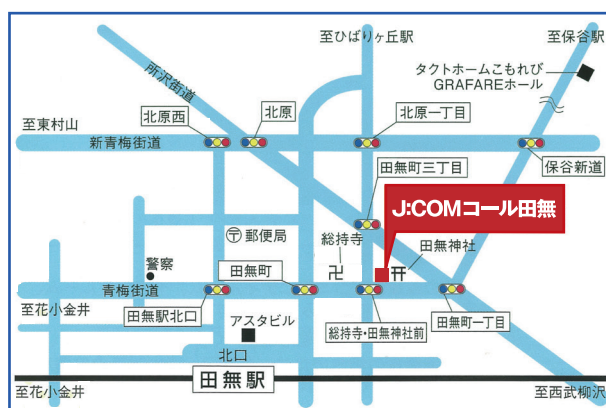 至ひばりヶ丘駅
至保谷駅
タクトホームこもれび
GRAFAREホール
所沢街道
北原西
北原
北原一丁目
至東村山
新青梅街道
保谷新道
田無町三丁目
J:COMコール田無
〒郵便局
総持寺
卍
田無神社
警察
田無町
青梅街道
至花小金井
田無駅北口
アスタビル
総持寺・田無神社前
田無町一丁目
北口
田無駅
至花小金井
至西武柳沢